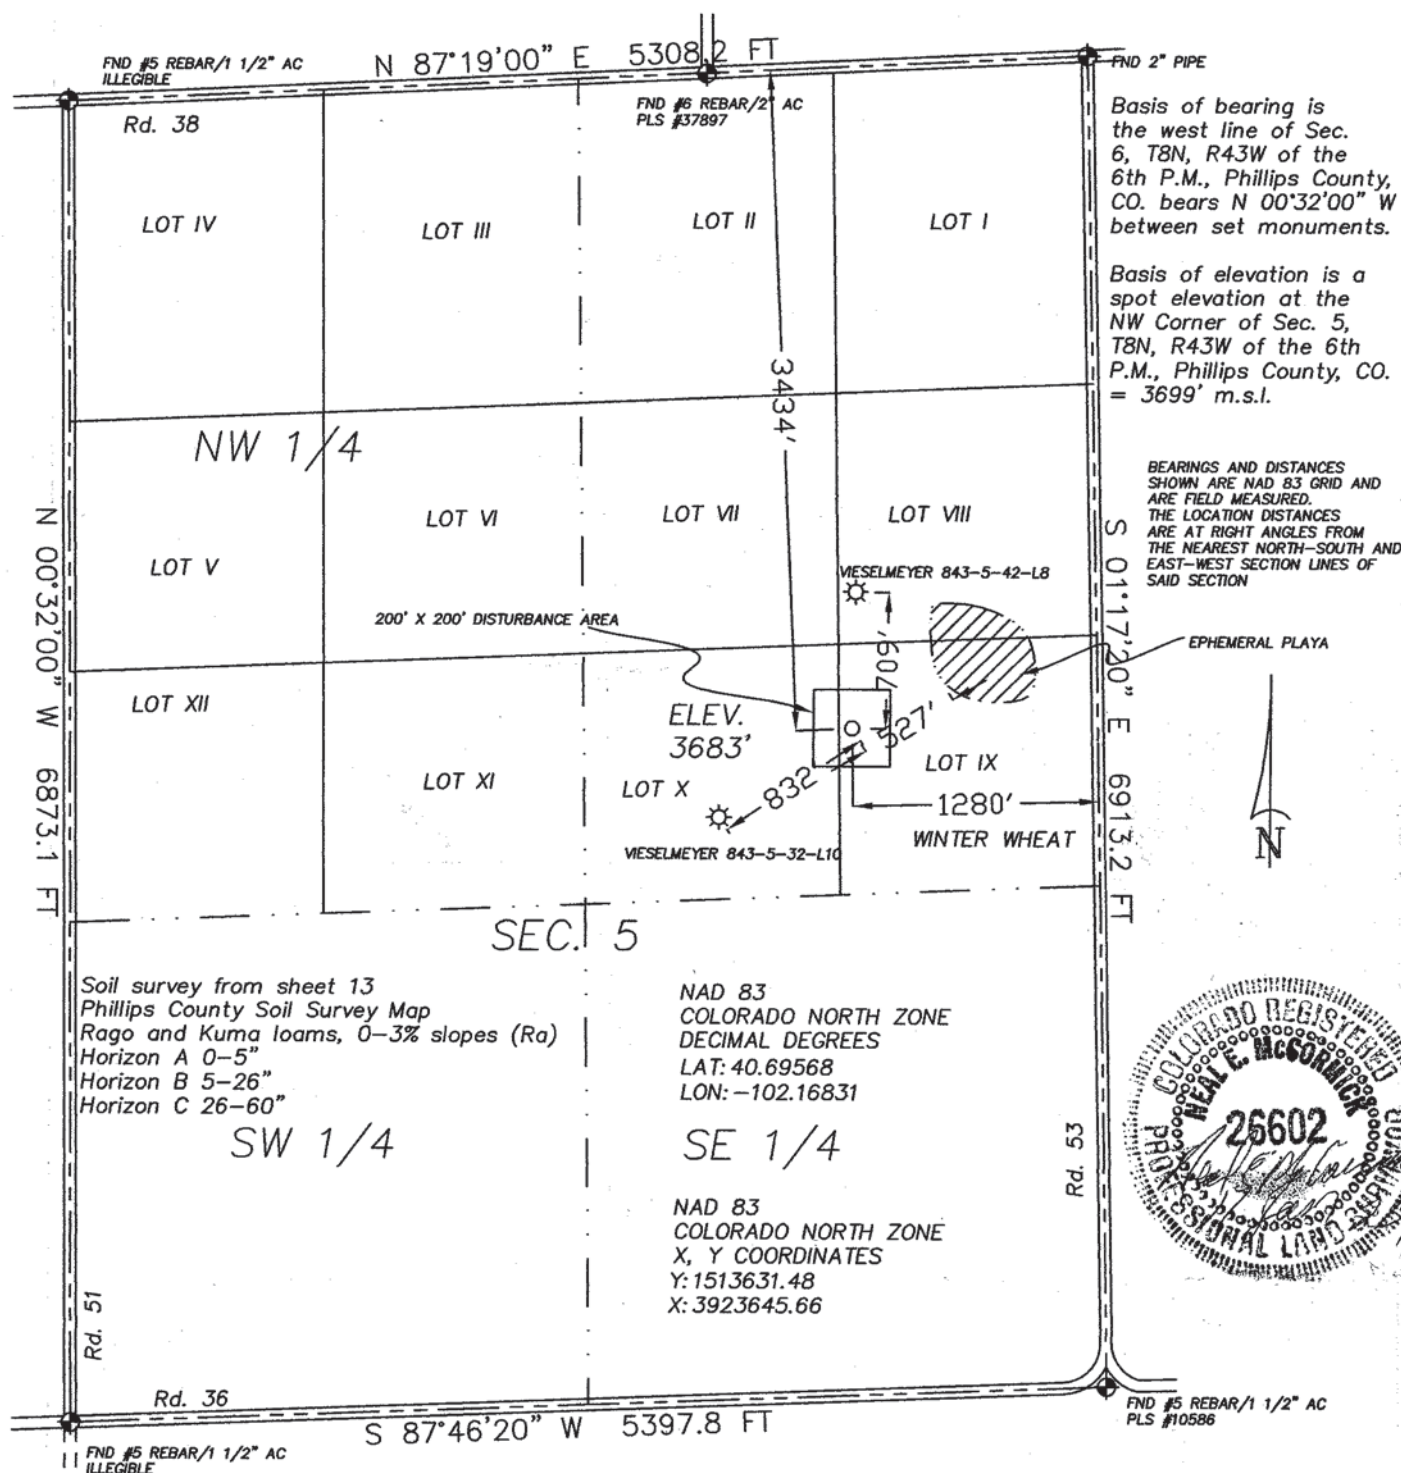 N 87°19'00" E 5308.2 FT
FND #5 REBAR/1 1/2" AC
ILLEGIBLE
FND 2" PIPE
Rd. 38
FND #6 REBAR/2" AC
PLS #37897
Basis of bearing is
the west line of Sec.
6, T8N, R43W of the
6th P.M., Phillips County,
CO. bears N 00°32'00" W
between set monuments.
LOT IV
LOT III
LOT II
LOT I
Basis of elevation is a
spot elevation at the
NW Corner of Sec. 5,
T8N, R43W of the 6th
P.M., Phillips County, CO.
= 3699' m.s.l.
3434'
NW 1/4
BEARINGS AND DISTANCES
SHOWN ARE NAD 83 GRID AND
ARE FIELD MEASURED.
THE LOCATION DISTANCES
ARE AT RIGHT ANGLES FROM
THE NEAREST NORTH-SOUTH AND
EAST-WEST SECTION LINES OF
SAID SECTION
N 00°32'00" W 6873.1 FT
S 01°17'20" E 6913.2 FT
LOT V
LOT VI
LOT VII
LOT VIII
VIESELMEYER 843-5-42-L8
200' X 200' DISTURBANCE AREA
EPHEMERAL PLAYA
709'
LOT XII
ELEV.
3683'
527'
LOT XI
LOT X
832'
LOT IX
1280'
WINTER WHEAT
VIESELMEYER 843-5-32-L10
N
SEC. 5
Soil survey from sheet 13
Phillips County Soil Survey Map
Rago and Kuma loams, 0-3% slopes (Ra)
Horizon A 0-5"
Horizon B 5-26"
Horizon C 26-60"
NAD 83
COLORADO NORTH ZONE
DECIMAL DEGREES
LAT: 40.69568
LON: -102.16831
SW 1/4
SE 1/4
COLORADO REGISTERED
NEAL E. McCORMICK
26602
PROFESSIONAL LAND
Rd. 53
NAD 83
COLORADO NORTH ZONE
X, Y COORDINATES
Y: 1513631.48
X: 3923645.66
Rd. 51
Rd. 36
S 87°46'20" W 5397.8 FT
FND #5 REBAR/1 1/2" AC
PLS #10586
FND #5 REBAR/1 1/2" AC
ILLEGIBLE